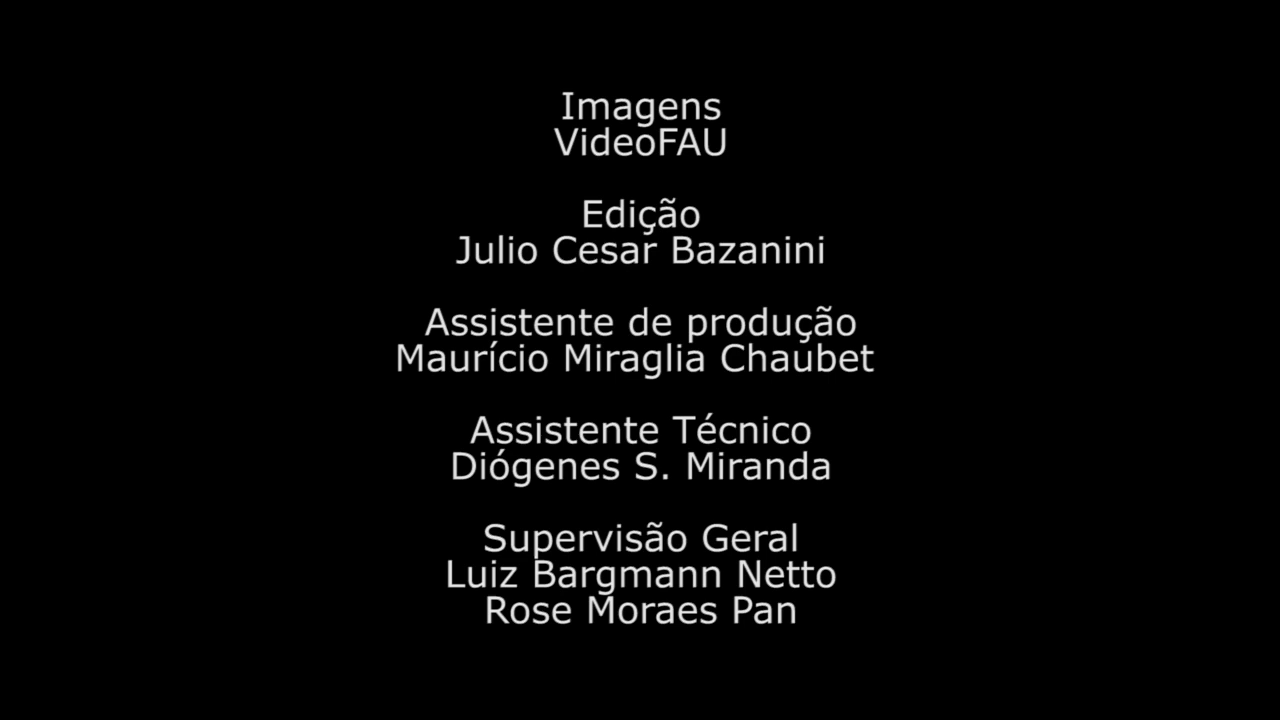 Imagens
VideoFAU
Edição
Julio Cesar Bazanini
Assistente de produção
Maurício Miraglia Chaubet
Assistente Técnico
Diógenes S. Miranda
Supervisão Geral
Luiz Bargmann Netto
Rose Moraes Pan